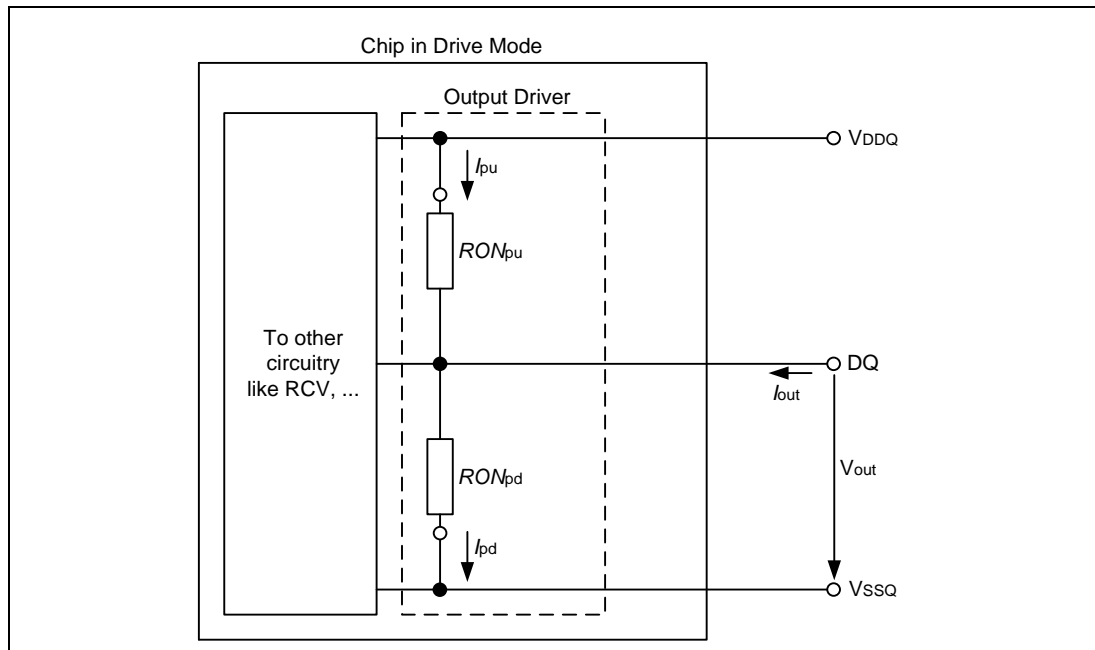 Chip in Drive Mode
Output Driver
VDDQ
Ipu
RONpu
To other
circuitry
like RCV, ...
DQ
Iout
RONpd
Vout
Ipd
VSSQ